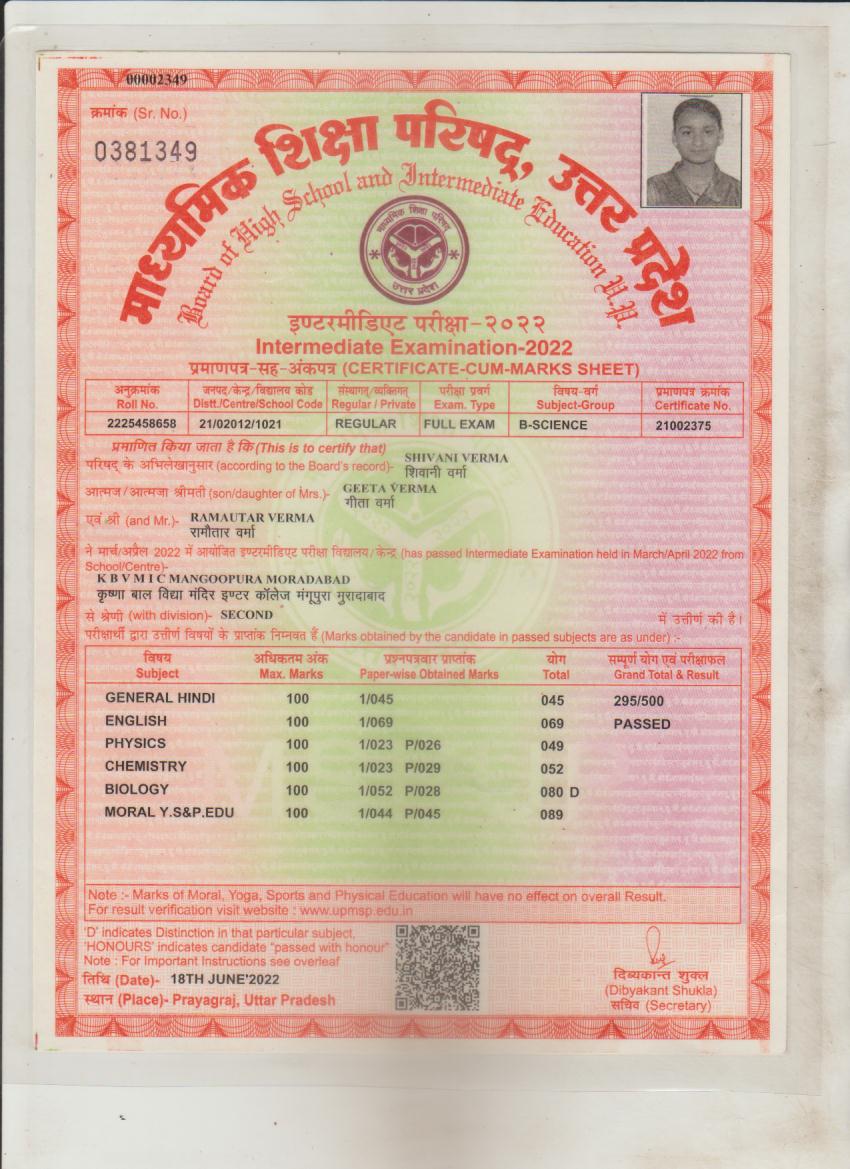 00002349
क्रमांक (Sr. No.)
0381349
माध्यमिक शिक्षा परिषद्, उत्तर प्रदेश
Board of High School and Intermediate Education U.P.
माध्यमिक शिक्षा परिषद्
उत्तर प्रदेश
इण्टरमीडिएट परीक्षा-२०२२
Intermediate Examination-2022
प्रमाणपत्र-सह-अंकपत्र (CERTIFICATE-CUM-MARKS SHEET)
अनुक्रमांक जनपद/केन्द्र/विद्यालय कोड संस्थागत/व्यक्तिगत परीक्षा प्रवर्ग विषय-वर्ग प्रमाणपत्र क्रमांक
Roll No. Distt./Centre/School Code Regular / Private Exam. Type Subject-Group Certificate No.
2225458658 21/02012/1021 REGULAR FULL EXAM B-SCIENCE 21002375
प्रमाणित किया जाता है कि (This is to certify that)
परिषद् के अभिलेखानुसार (according to the Board's record)- SHIVANI VERMA
शिवानी वर्मा
आत्मज/आत्मजा श्रीमती (son/daughter of Mrs.)- GEETA VERMA
गीता वर्मा
एवं श्री (and Mr.)- RAMAUTAR VERMA
रामौतार वर्मा
ने मार्च/अप्रैल 2022 में आयोजित इण्टरमीडिएट परीक्षा विद्यालय/केन्द्र (has passed Intermediate Examination held in March/April 2022 from
School/Centre)-
K B V M I C MANGOOPURA MORADABAD
कृष्णा बाल विद्या मंदिर इण्टर कॉलेज मंगूपुरा मुरादाबाद
से श्रेणी (with division)- SECOND में उत्तीर्ण की है।
परीक्षार्थी द्वारा उत्तीर्ण विषयों के प्राप्तांक निम्नवत हैं (Marks obtained by the candidate in passed subjects are as under) :-
विषय अधिकतम अंक प्रश्नपत्रवार प्राप्तांक योग सम्पूर्ण योग एवं परीक्षाफल
Subject Max. Marks Paper-wise Obtained Marks Total Grand Total & Result
GENERAL HINDI 100 1/045 045 295/500
ENGLISH 100 1/069 069 PASSED
PHYSICS 100 1/023 P/026 049
CHEMISTRY 100 1/023 P/029 052
BIOLOGY 100 1/052 P/028 080 D
MORAL Y.S&P.EDU 100 1/044 P/045 089
Note :- Marks of Moral, Yoga, Sports and Physical Education will have no effect on overall Result.
For result verification visit website : www.upmsp.edu.in
'D' indicates Distinction in that particular subject,
'HONOURS' indicates candidate "passed with honour"
Note : For Important Instructions see overleaf
तिथि (Date)- 18TH JUNE'2022
स्थान (Place)- Prayagraj, Uttar Pradesh
दिब्यकान्त शुक्ल
(Dibyakant Shukla)
सचिव (Secretary)